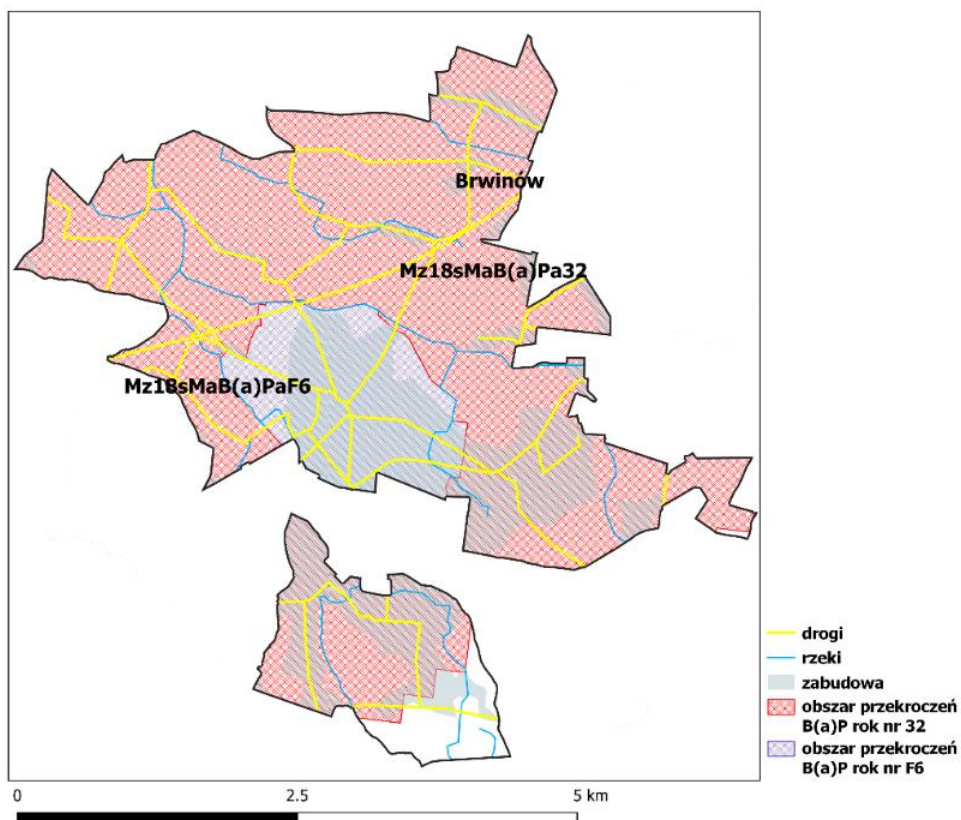 Brwinów
Mz18sMaB(a)Pa32
Mz18sMaB(a)PaF6
drogi
rzeki
zabudowa
obszar przekroczeń
B(a)P rok nr 32
obszar przekroczeń
B(a)P rok nr F6
0 2.5 5 km